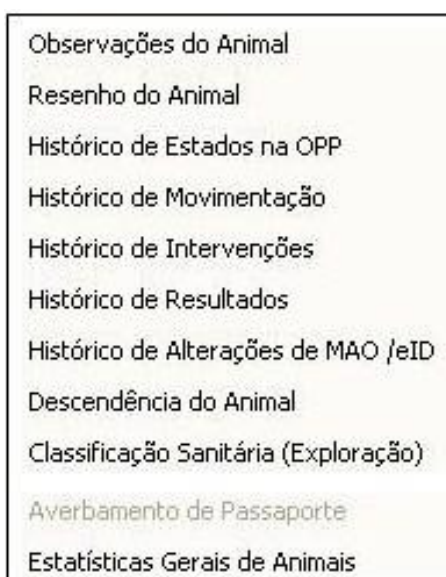 Observações do Animal
Resenho do Animal
Histórico de Estados na OPP
Histórico de Movimentação
Histórico de Intervenções
Histórico de Resultados
Histórico de Alterações de MAO /eID
Descendência do Animal
Classificação Sanitária (Exploração)
Averbamento de Passaporte
Estatísticas Gerais de Animais